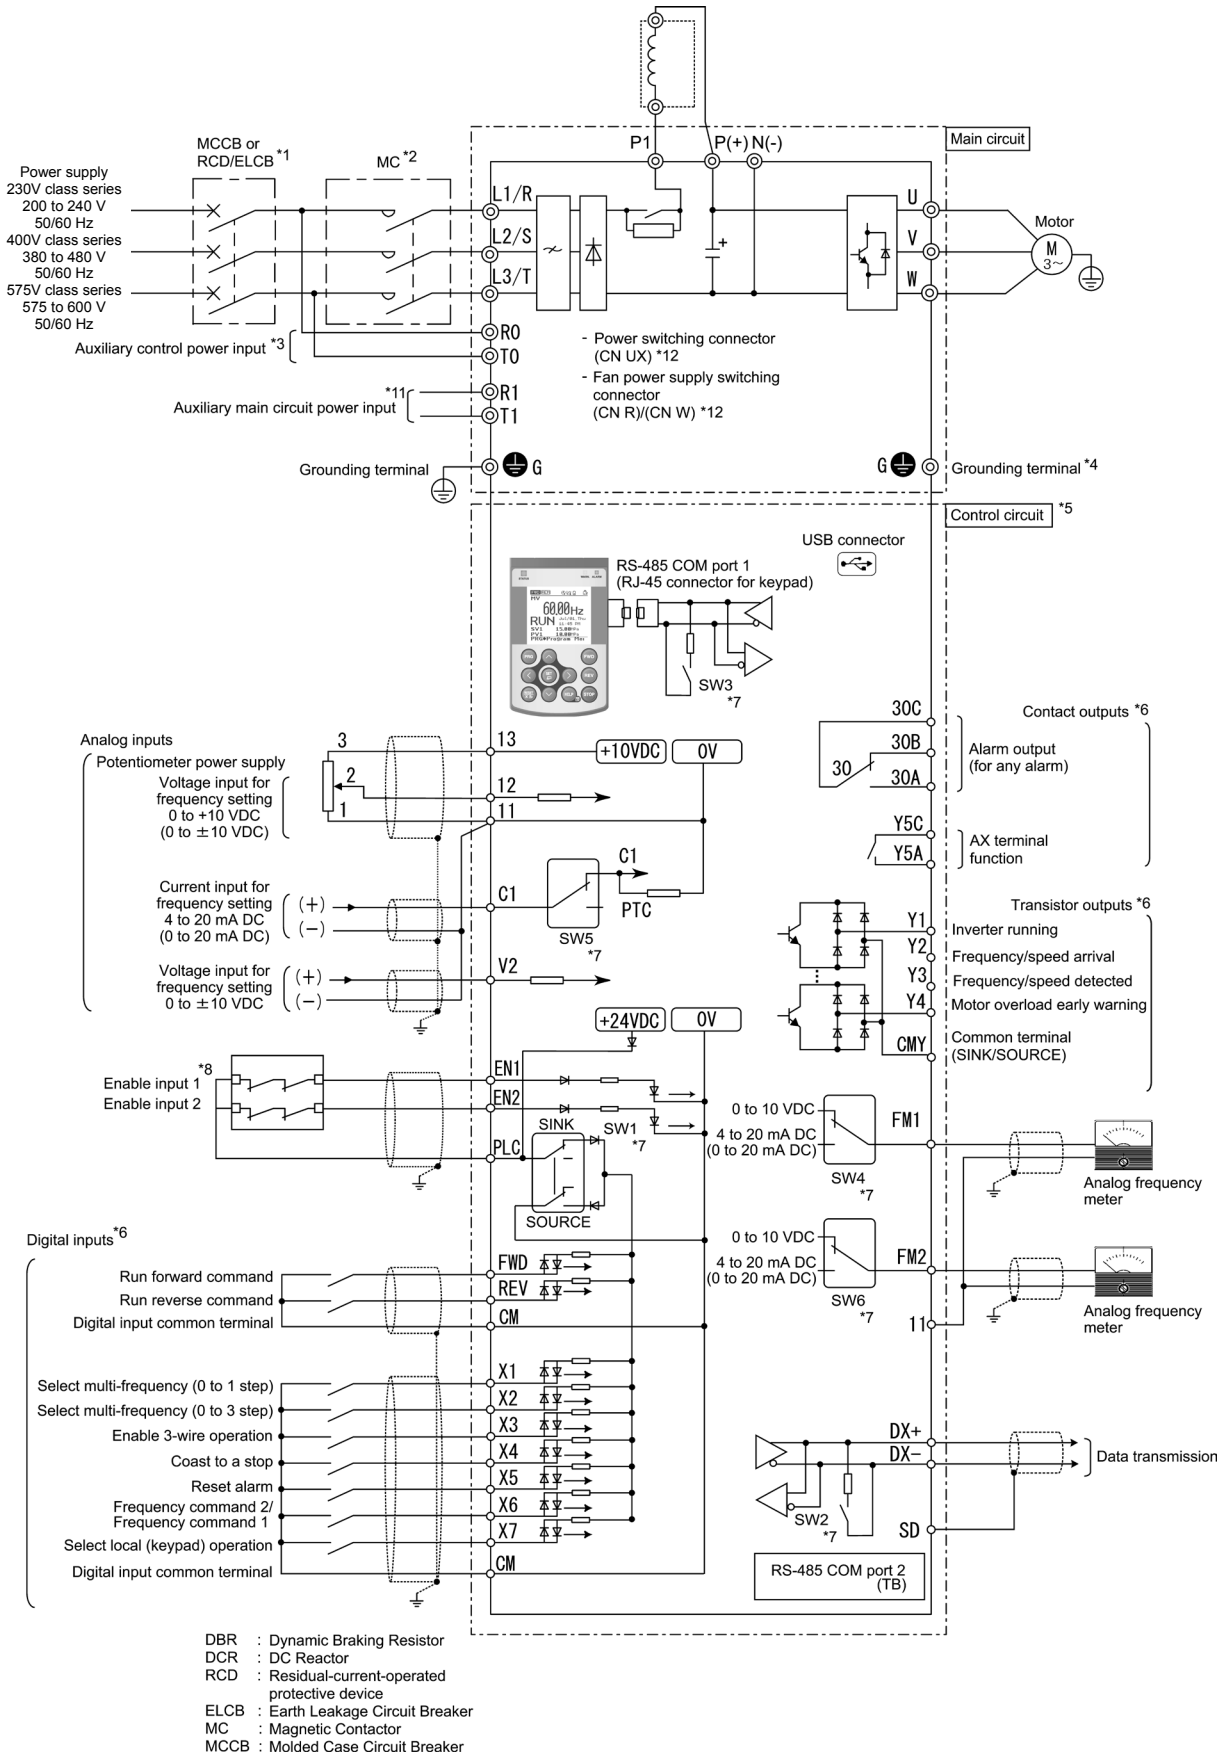 P1
P(+)
N(-)
Main circuit
MCCB or
RCD/ELCB *1
MC *2
Power supply
230V class series
200 to 240 V
50/60 Hz
400V class series
380 to 480 V
50/60 Hz
575V class series
575 to 600 V
50/60 Hz
L1/R
L2/S
L3/T
+
U
V
W
Motor
M
3~
Auxiliary control power input *3
R0
T0
*11
Auxiliary main circuit power input
R1
T1
- Power switching connector
(CN UX) *12
- Fan power supply switching
connector
(CN R)/(CN W) *12
Grounding terminal
G
G
Grounding terminal *4
Control circuit *5
USB connector
RS-485 COM port 1
(RJ-45 connector for keypad)
60.00Hz
RUN
SV1
PV1
PRG
FWD
REV
HELP
STOP
SW3
*7
Analog inputs
Potentiometer power supply
Voltage input for
frequency setting
0 to +10 VDC
(0 to ±10 VDC)
3
2
1
13
12
11
+10VDC
0V
Current input for
frequency setting
4 to 20 mA DC
(0 to 20 mA DC)
(+)
(−)
C1
C1
PTC
SW5
*7
Voltage input for
frequency setting
0 to ±10 VDC
(+)
(−)
V2
30C
30B
30
30A
Contact outputs *6
Alarm output
(for any alarm)
Y5C
Y5A
AX terminal
function
Transistor outputs *6
Y1
Inverter running
Y2
Frequency/speed arrival
Y3
Frequency/speed detected
Y4
Motor overload early warning
CMY
Common terminal
(SINK/SOURCE)
+24VDC
0V
*8
Enable input 1
Enable input 2
EN1
EN2
PLC
SINK
SW1
*7
SOURCE
0 to 10 VDC
4 to 20 mA DC
(0 to 20 mA DC)
SW4
*7
FM1
Analog frequency
meter
0 to 10 VDC
4 to 20 mA DC
(0 to 20 mA DC)
SW6
*7
FM2
11
Analog frequency
meter
Digital inputs *6
Run forward command
Run reverse command
Digital input common terminal
FWD
REV
CM
Select multi-frequency (0 to 1 step)
Select multi-frequency (0 to 3 step)
Enable 3-wire operation
Coast to a stop
Reset alarm
Frequency command 2/
Frequency command 1
Select local (keypad) operation
Digital input common terminal
X1
X2
X3
X4
X5
X6
X7
CM
DX+
DX−
Data transmission
SW2
*7
SD
RS-485 COM port 2
(TB)
DBR : Dynamic Braking Resistor
DCR : DC Reactor
RCD : Residual-current-operated
protective device
ELCB : Earth Leakage Circuit Breaker
MC : Magnetic Contactor
MCCB : Molded Case Circuit Breaker